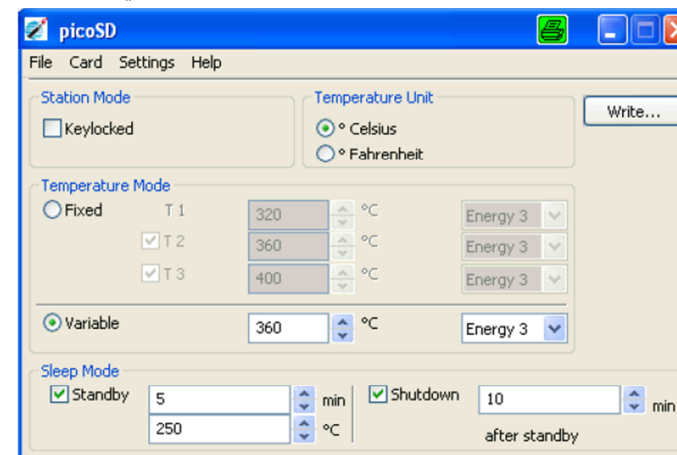 picoSD
File Card Settings Help
Station Mode
Keylocked
Temperature Unit
° Celsius
° Fahrenheit
Write...
Temperature Mode
Fixed T 1 320 °C Energy 3
T 2 360 °C Energy 3
T 3 400 °C Energy 3
Variable 360 °C Energy 3
Sleep Mode
Standby 5 min Shutdown 10 min
250 °C after standby